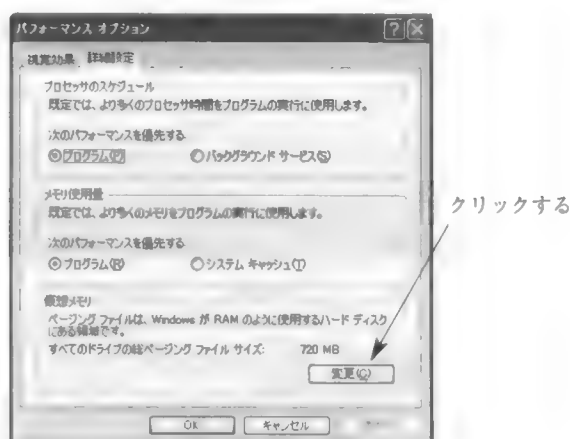 パフォーマンス オプション
視覚効果 詳細設定
プロセッサのスケジュール
既定では、より多くのプロセッサ時間をプログラムの実行に使用します。
次のパフォーマンスを優先する
プログラム(P) バックグラウンド サービス(S)
メモリ使用量
既定では、より多くのメモリをプログラムの実行に使用します。
次のパフォーマンスを優先する
プログラム(R) システム キャッシュ(T)
クリックする
仮想メモリ
ページング ファイルは、Windows が RAM のように使用するハード ディスク
にある領域です。
すべてのドライブの総ページング ファイル サイズ: 720 MB
変更(C)
OK キャンセル